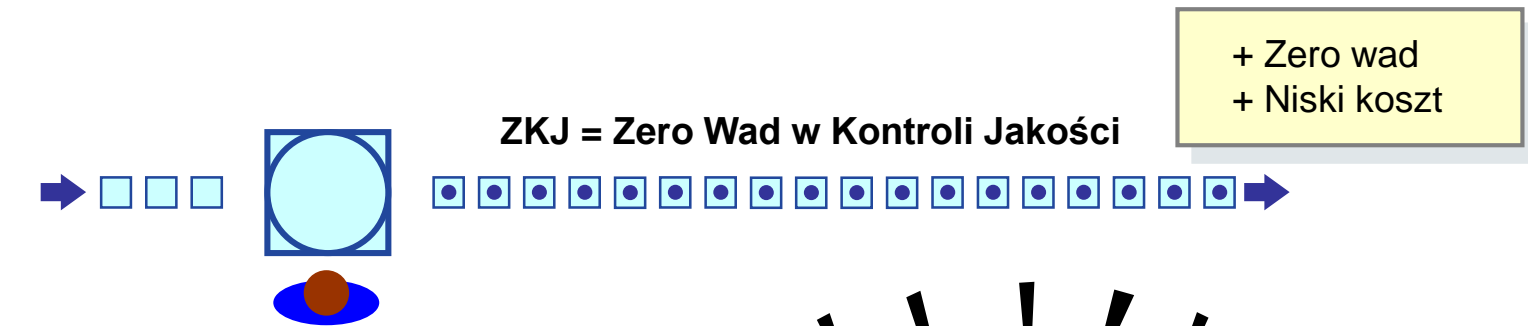 + Zero wad
+ Niski koszt
ZKJ = Zero Wad w Kontroli Jakości